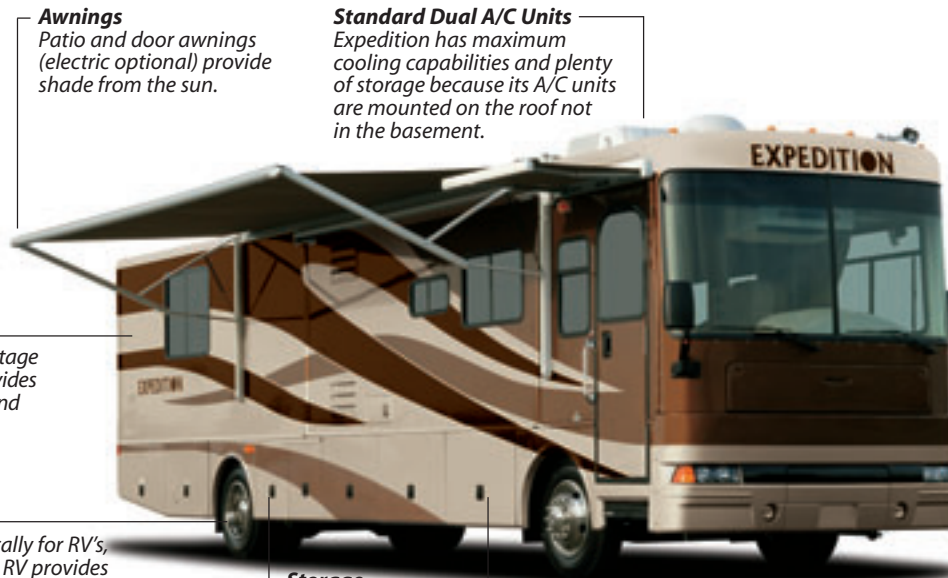 Awnings
Patio and door awnings
(electric optional) provide
shade from the sun.
Standard Dual A/C Units
Expedition has maximum
cooling capabilities and plenty
of storage because its A/C units
are mounted on the roof not
in the basement.
EXPEDITION
tage
vides
nd
EXPEDITION
ally for RV's,
RV provides
Storage